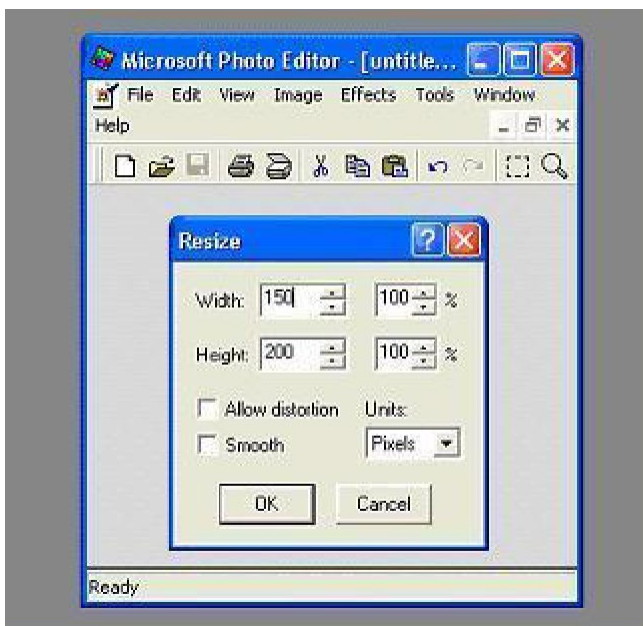 Microsoft Photo Editor - [untitle...
File Edit View Image Effects Tools Window
Help
Resize
Width: 150 100 %
Height: 200 100 %
Allow distortion Units:
Smooth Pixels
OK Cancel
Ready